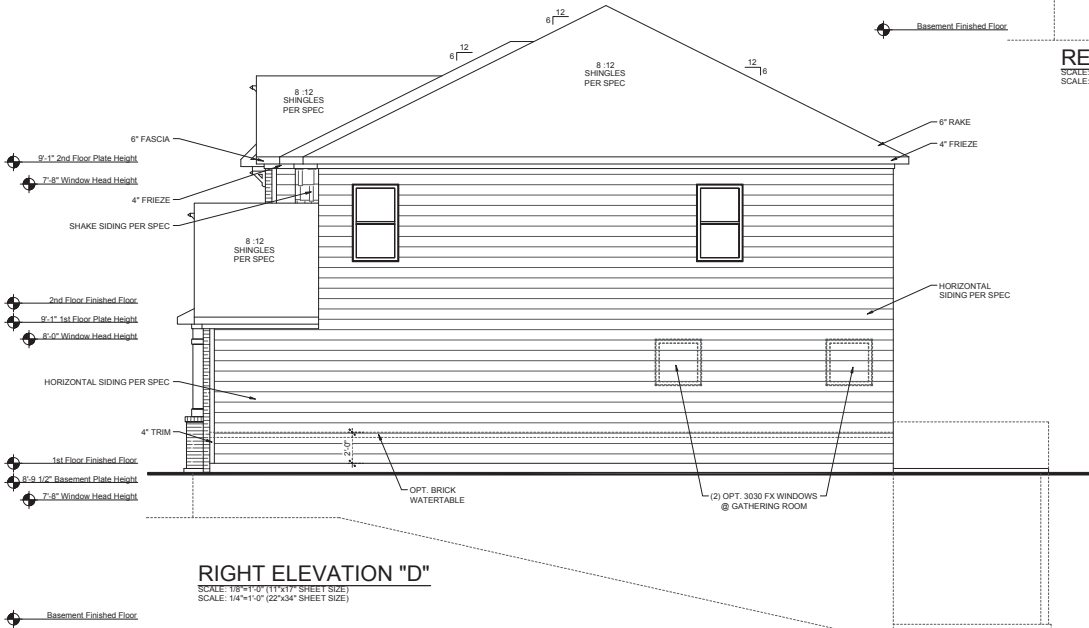 12
6
12
6
12
6
Basement Finished Floor
RE
SCALE:
SCALE:
8 :12
SHINGLES
PER SPEC
8 :12
SHINGLES
PER SPEC
6" FASCIA
6" RAKE
4" FRIEZE
9'-1" 2nd Floor Plate Height
7'-8" Window Head Height
4" FRIEZE
SHAKE SIDING PER SPEC
8 :12
SHINGLES
PER SPEC
HORIZONTAL
SIDING PER SPEC
2nd Floor Finished Floor
9'-1" 1st Floor Plate Height
8'-0" Window Head Height
HORIZONTAL SIDING PER SPEC
4" TRIM
2'-0"
1st Floor Finished Floor
8'-9 1/2" Basement Plate Height
7'-8" Window Head Height
OPT. BRICK
WATERTABLE
(2) OPT. 3030 FX WINDOWS
@ GATHERING ROOM
RIGHT ELEVATION "D"
SCALE: 1/8"=1'-0" (11"x17" SHEET SIZE)
SCALE: 1/4"=1'-0" (22"x34" SHEET SIZE)
Basement Finished Floor